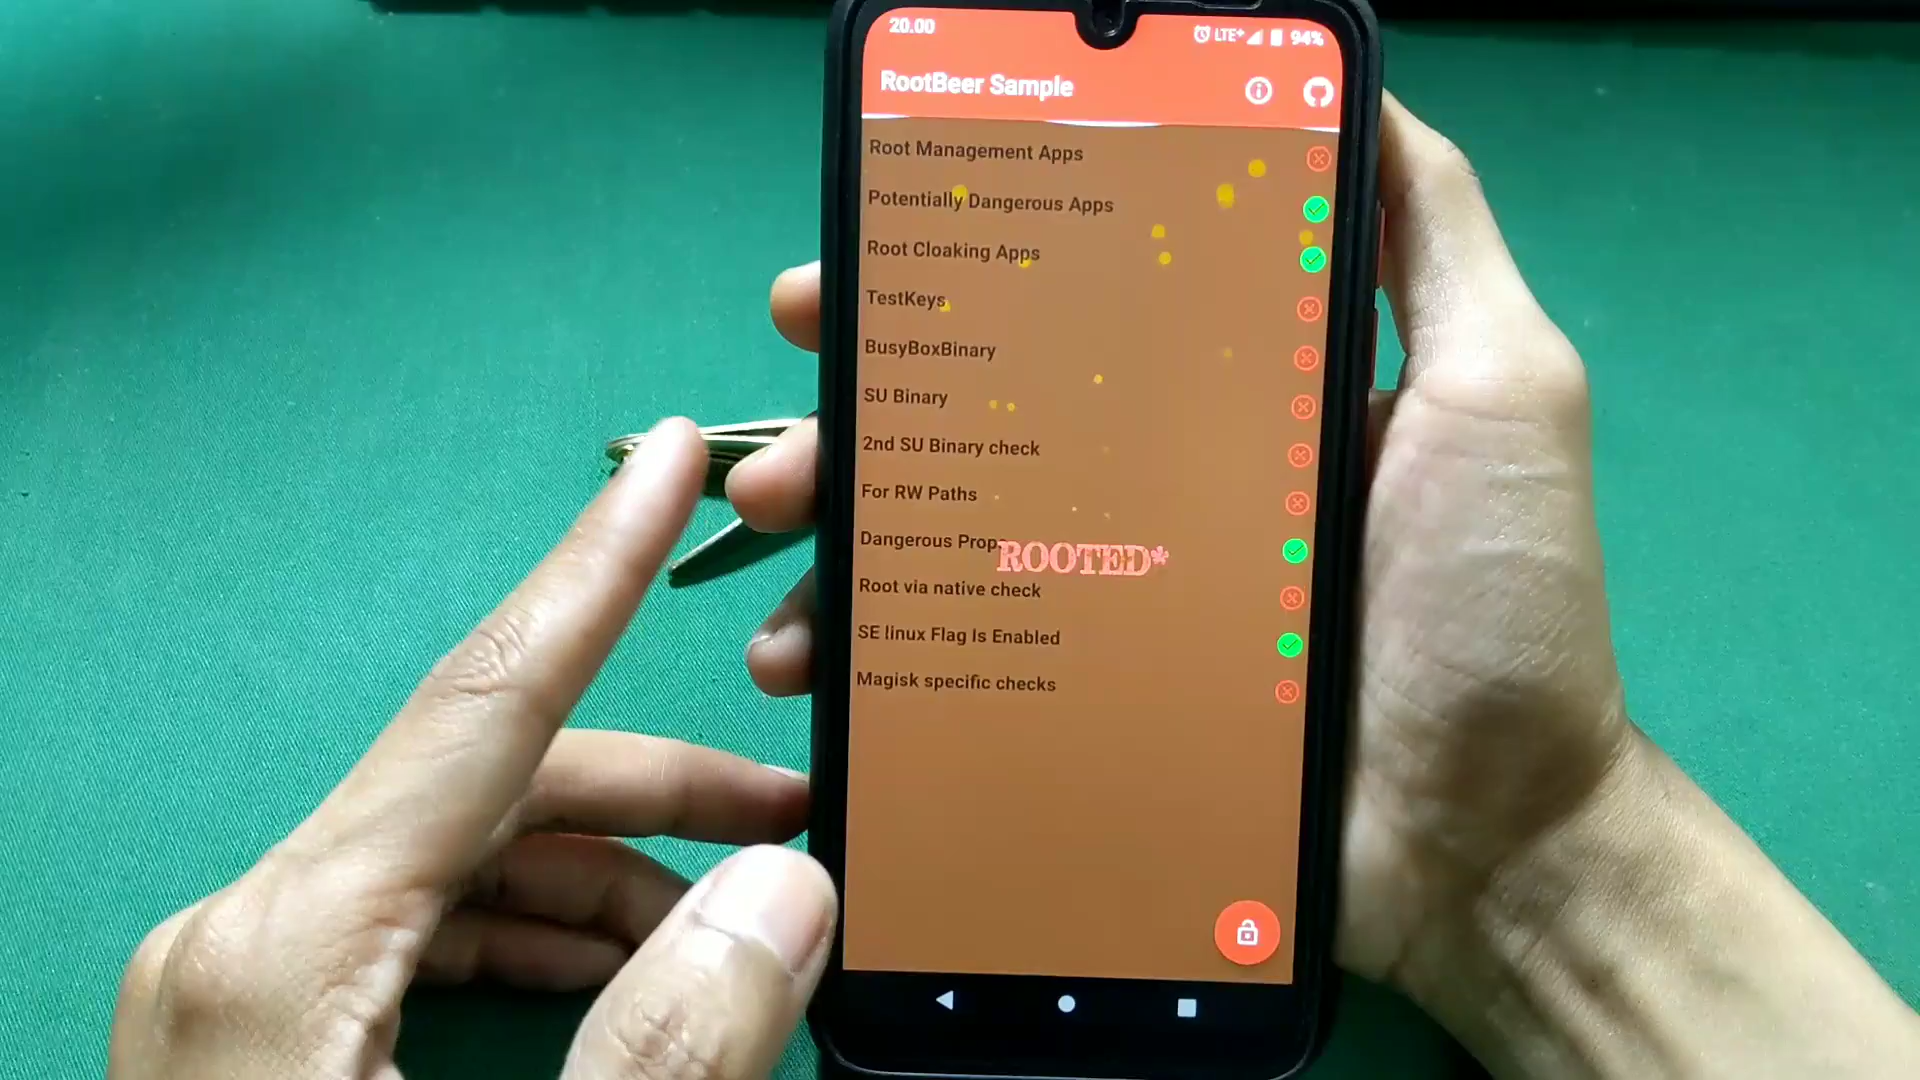 20.00 LTE+ 94%
RootBeer Sample
Root Management Apps
Potentially Dangerous Apps
Root Cloaking Apps
TestKeys
BusyBoxBinary
SU Binary
2nd SU Binary check
For RW Paths
Dangerous Props
ROOTED*
Root via native check
SE linux Flag Is Enabled
Magisk specific checks